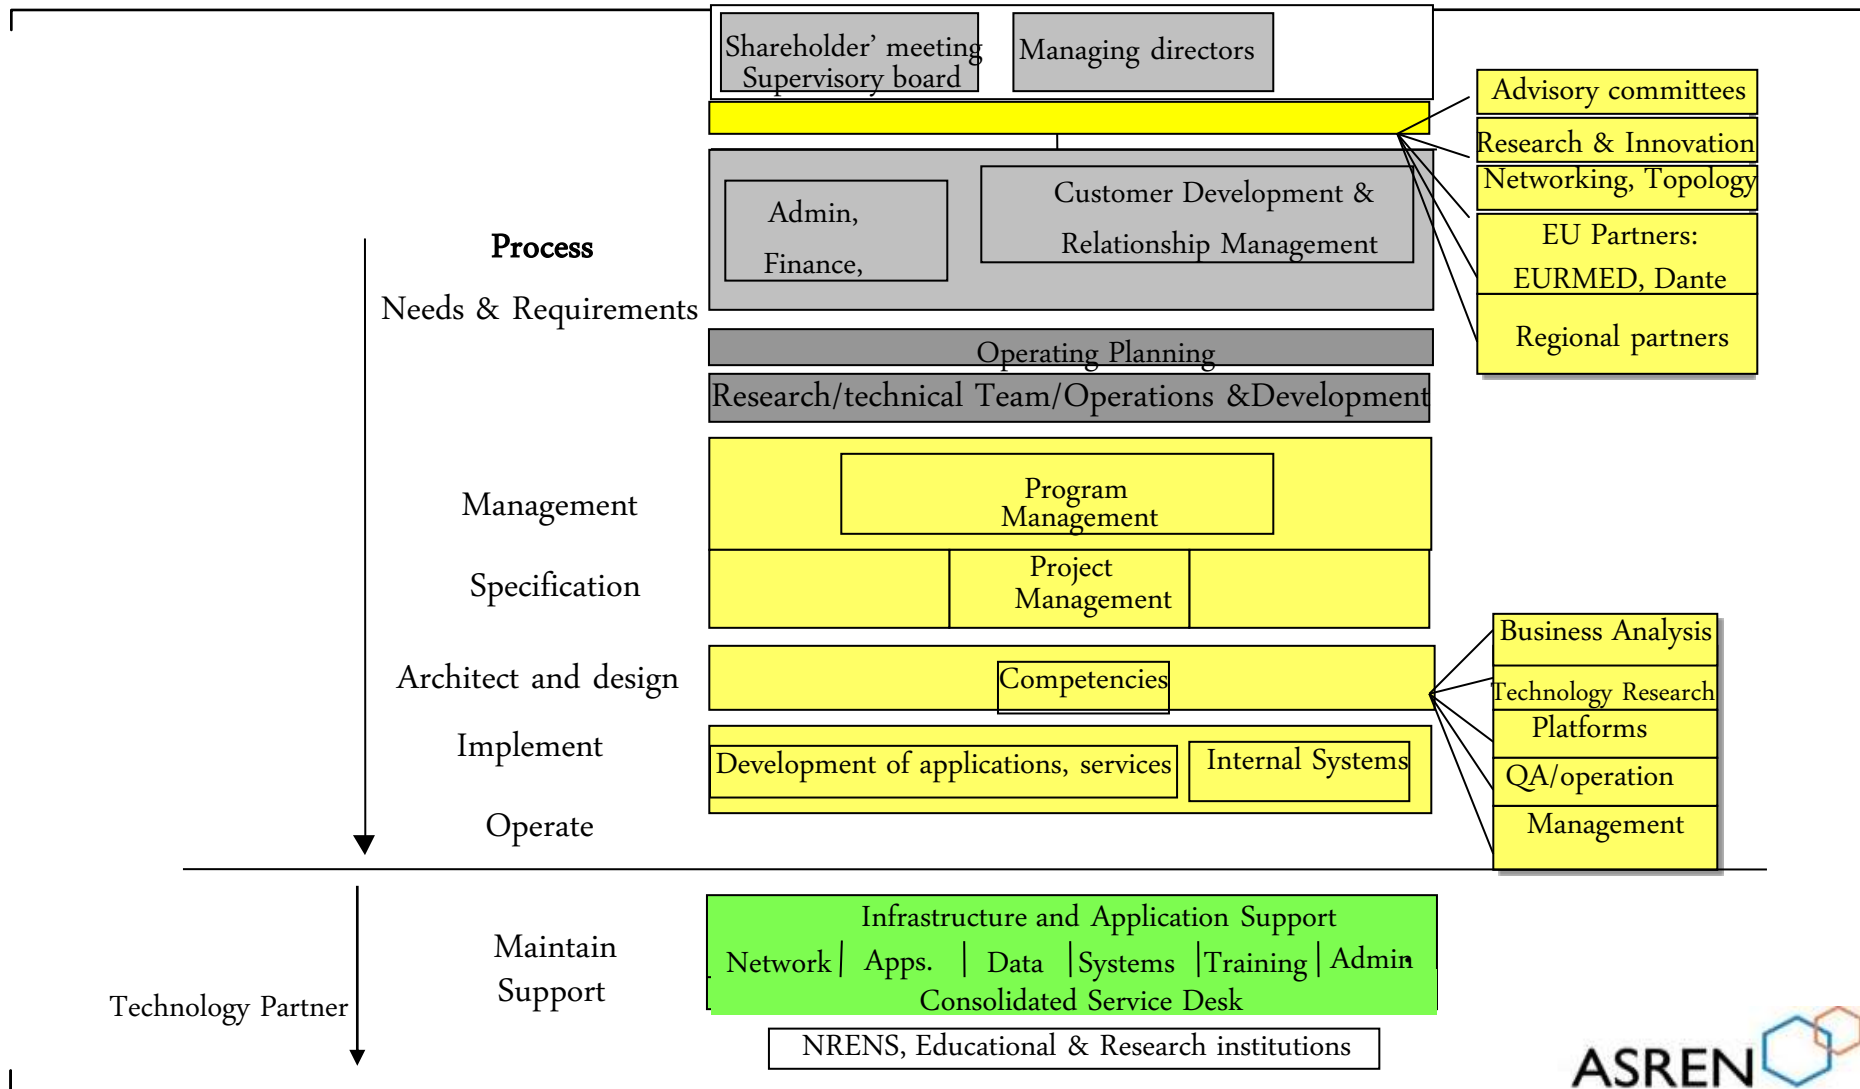 Shareholder’ meeting
Supervisory board
Managing directors
Advisory committees
Research & Innovation
Networking, Topology
EU Partners:
EURMED, Dante
Regional partners
Process
Needs & Requirements
Admin,
Finance,
Customer Development &
Relationship Management
Operating Planning
Research/technical Team/Operations &Development
Management
Program
Management
Specification
Project
Management
Architect and design
Competencies
Implement
Development of applications, services
Internal Systems
Operate
Business Analysis
Technology Research
Platforms
QA/operation
Management
Maintain
Support
Technology Partner
Infrastructure and Application Support
Network | Apps. | Data | Systems | Training | Admin
Consolidated Service Desk
NRENS, Educational & Research institutions
ASREN